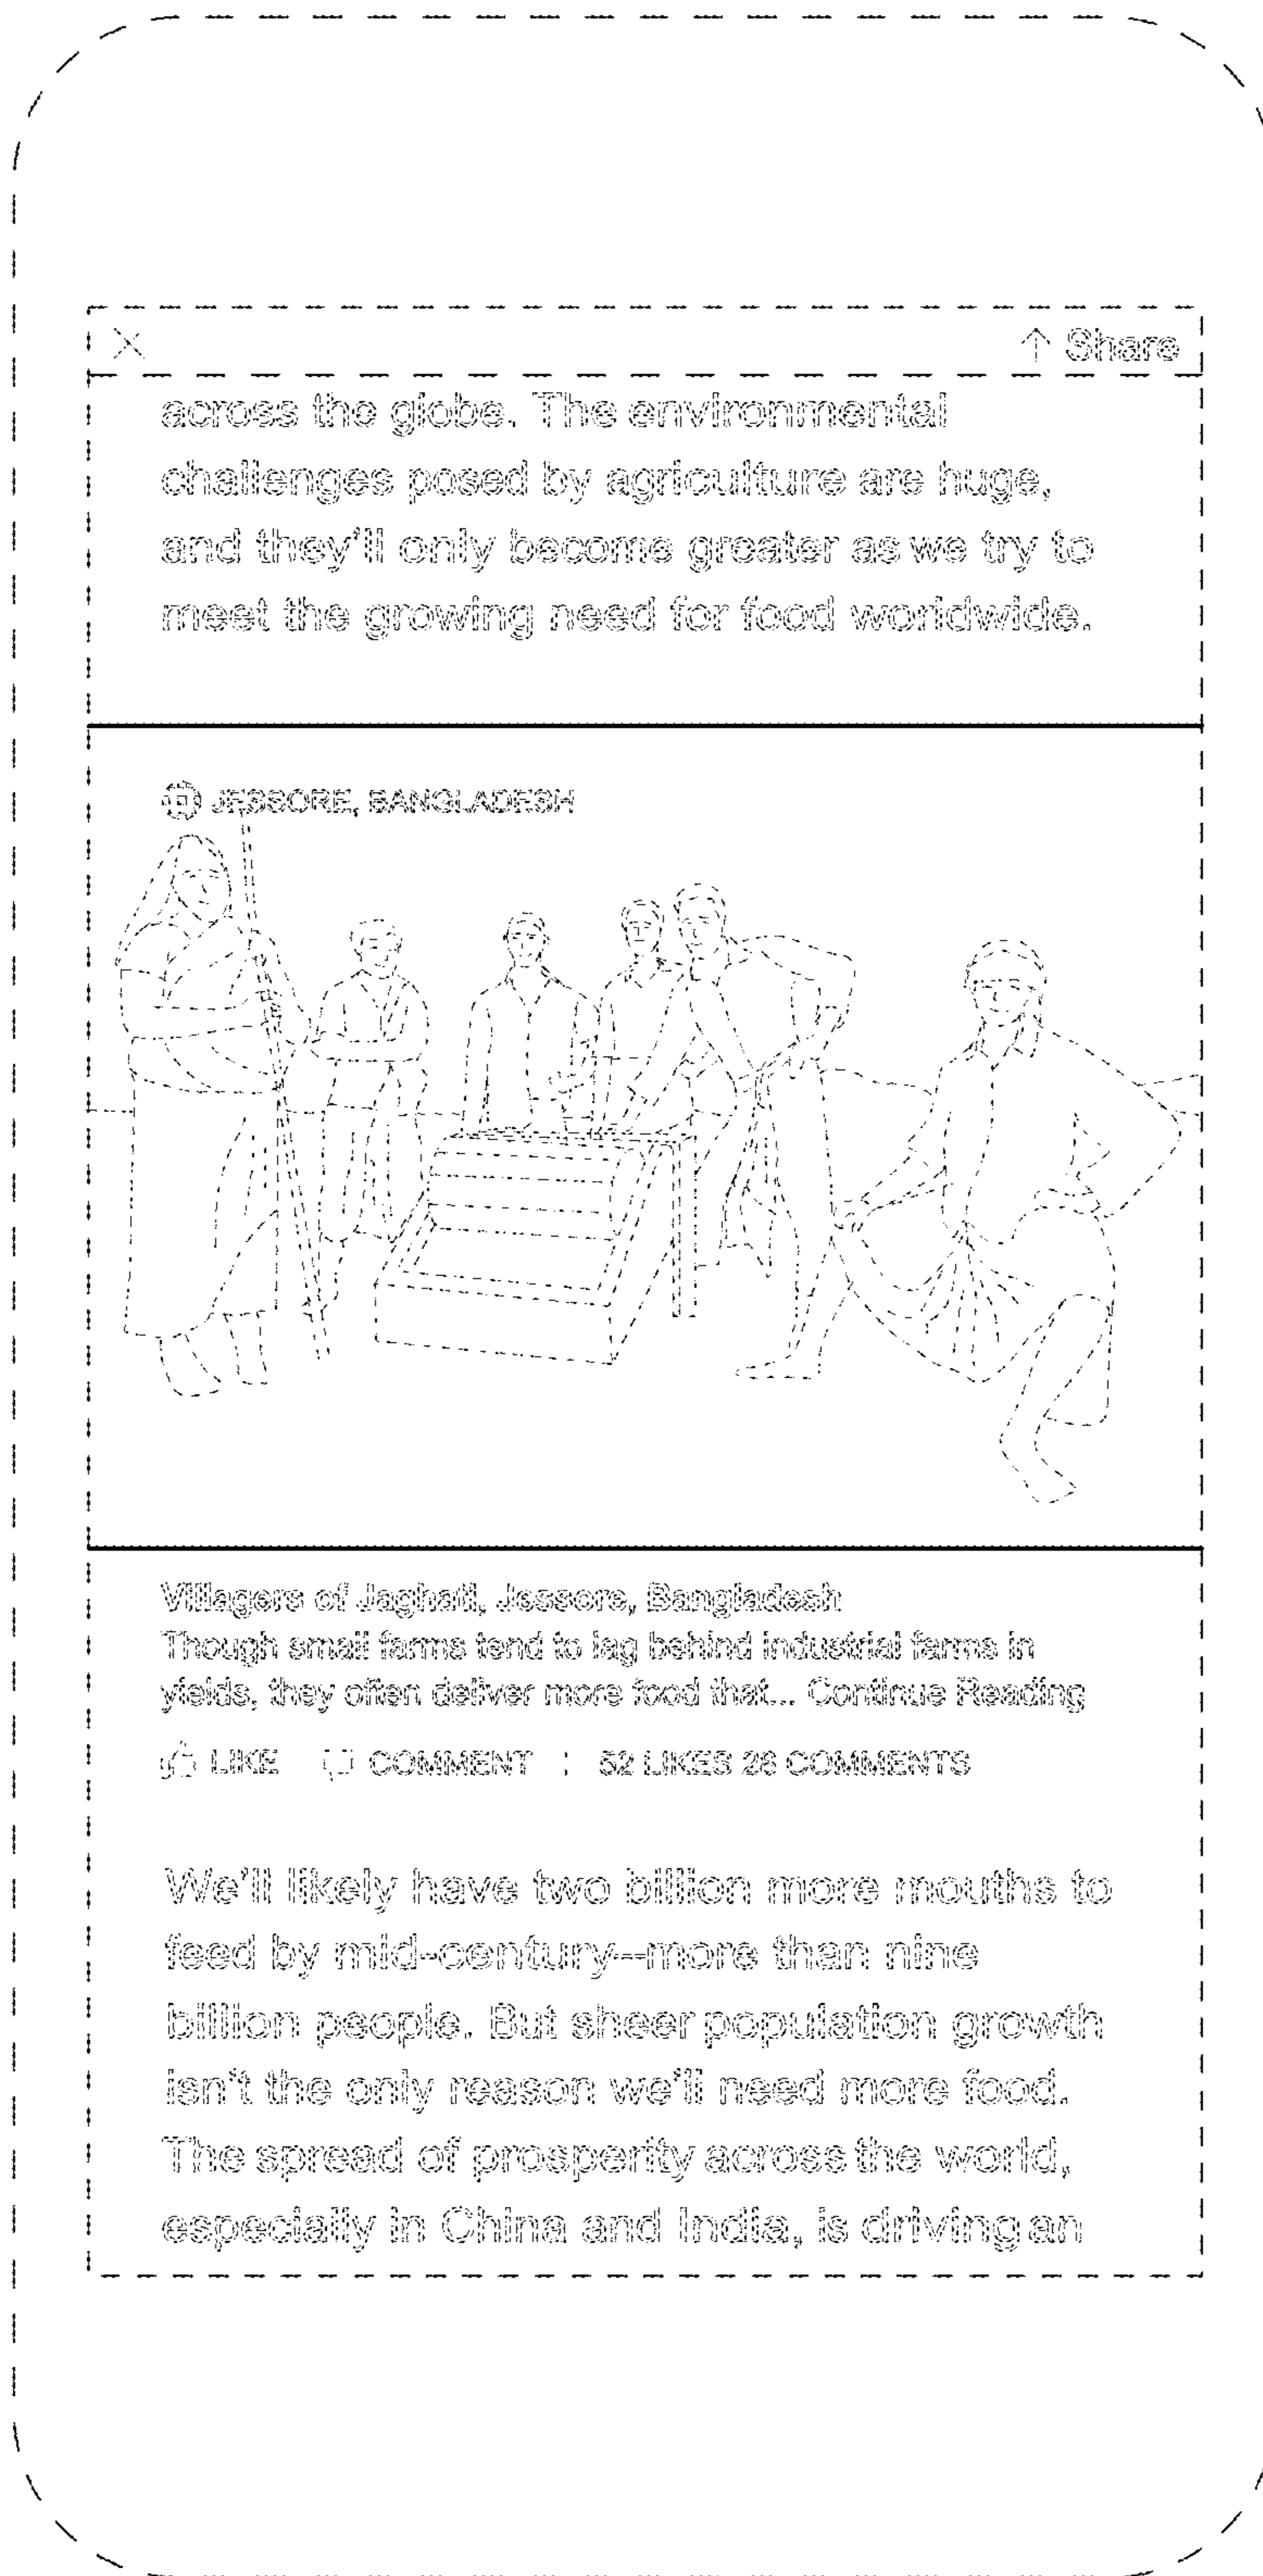 Share
across the globe. The environmental
challenges posed by agriculture are huge,
and they'll only become greater as we try to
meet the growing need for food worldwide.
JESSORE, BANGLADESH
Villagers of Jaghati, Jessore, Bangladesh
Though small farms tend to lag behind industrial farms in
yields, they often deliver more food that... Continue Reading
LIKE COMMENT | 52 LIKES 28 COMMENTS
We'll likely have two billion more mouths to
feed by mid-century--more than nine
billion people. But sheer population growth
isn't the only reason we'll need more food.
The spread of prosperity across the world,
especially in China and India, is driving an